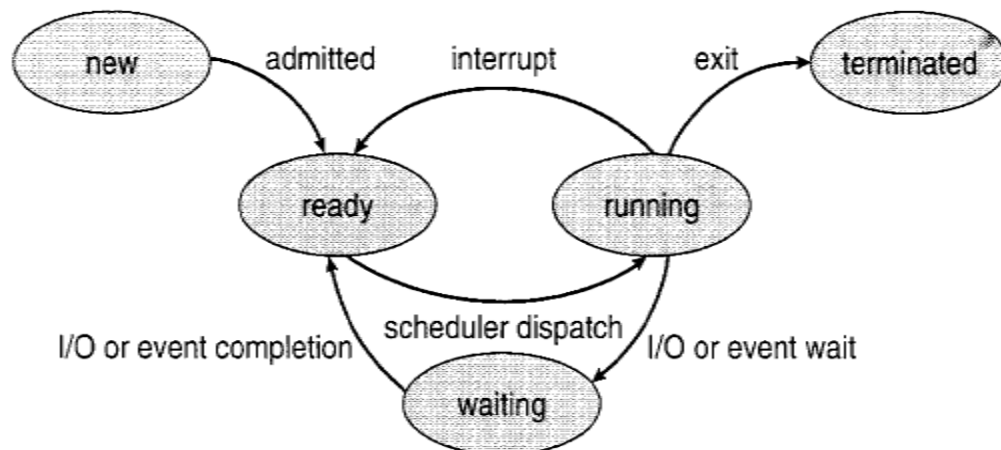 new
admitted
interrupt
exit
terminated
ready
running
scheduler dispatch
I/O or event completion
I/O or event wait
waiting